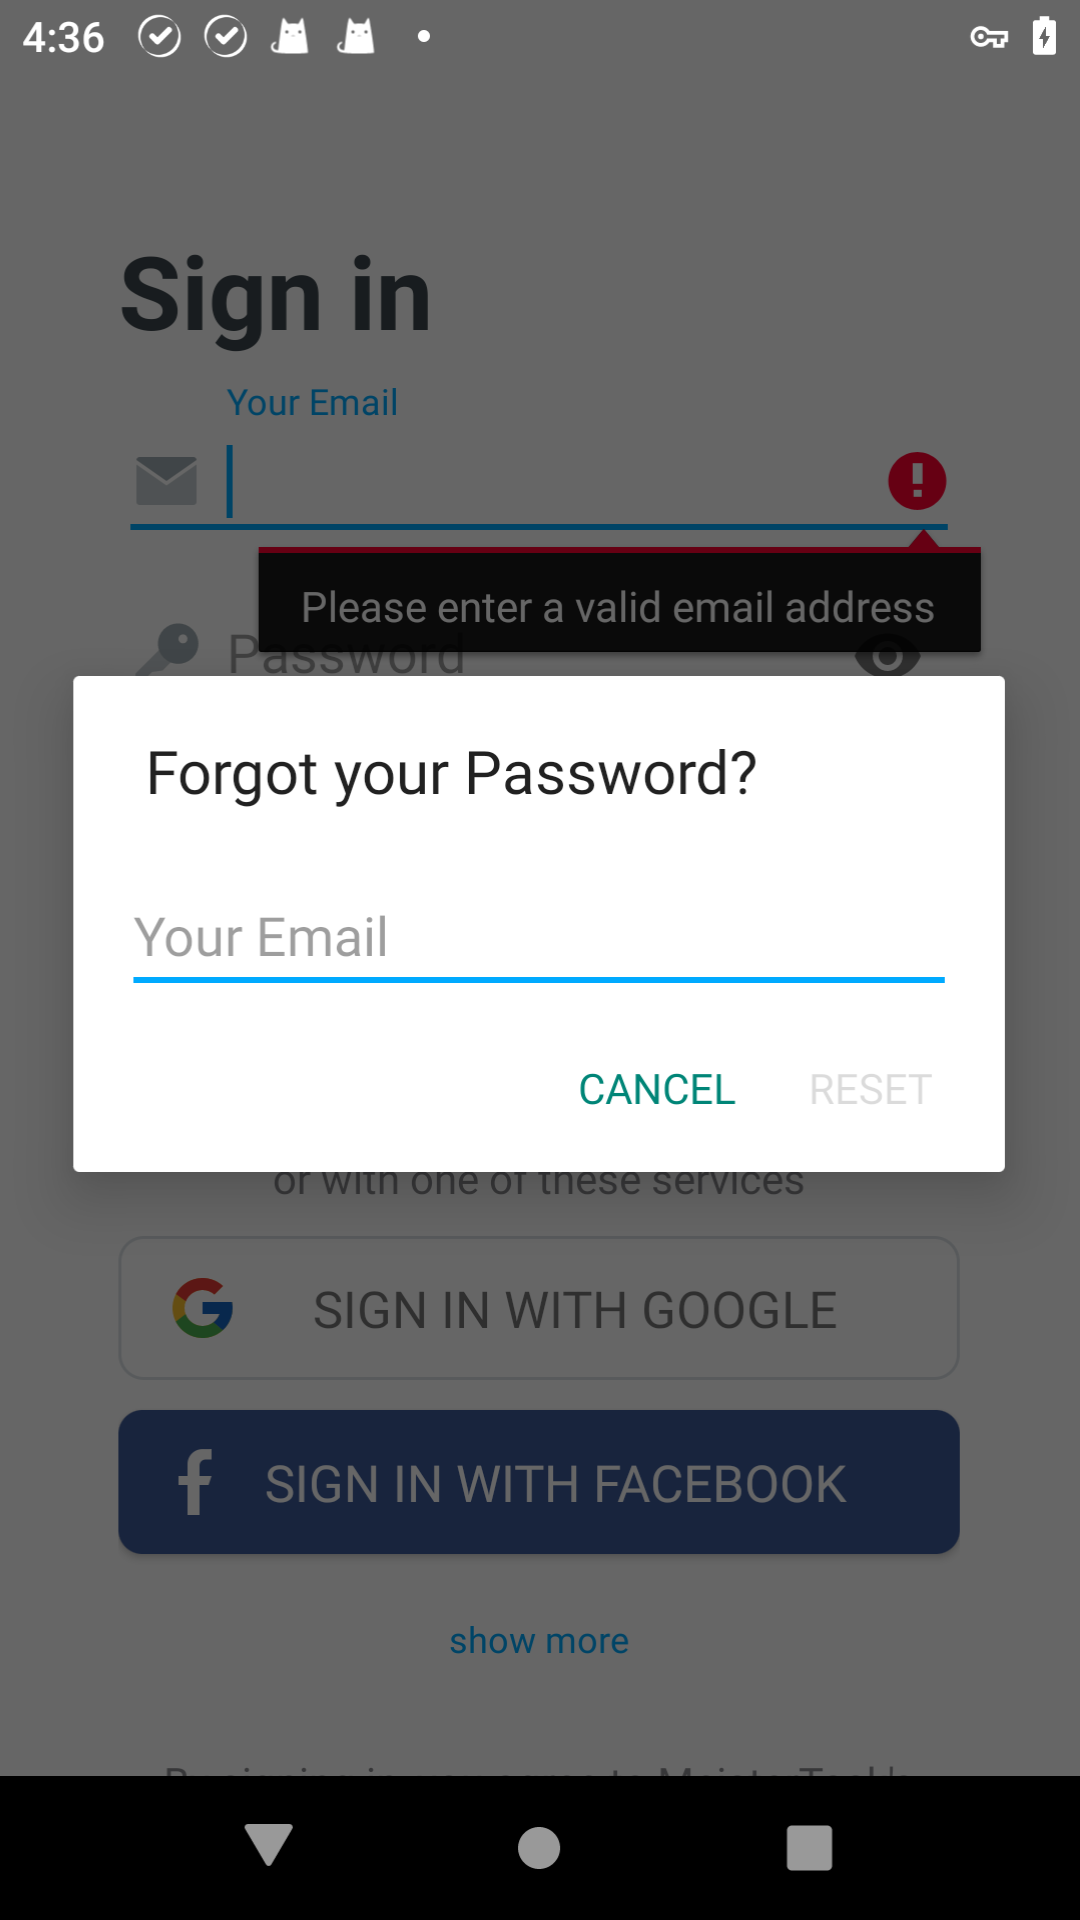 4:36
Sign in
Your Email
Please enter a valid email address
Password
Forgot your Password?
Your Email
CANCEL RESET
or with one of these services
SIGN IN WITH GOOGLE
SIGN IN WITH FACEBOOK
show more